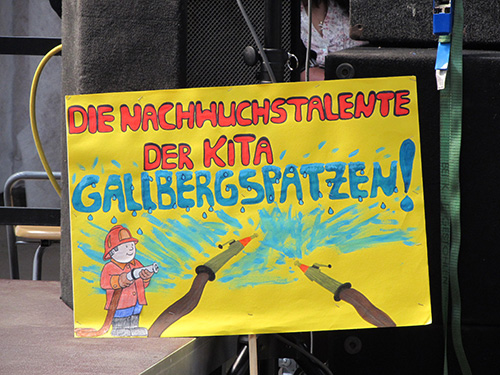 DIE NACHWUCHSTALENTE
DER KITA
GALLBERGSPATZEN!